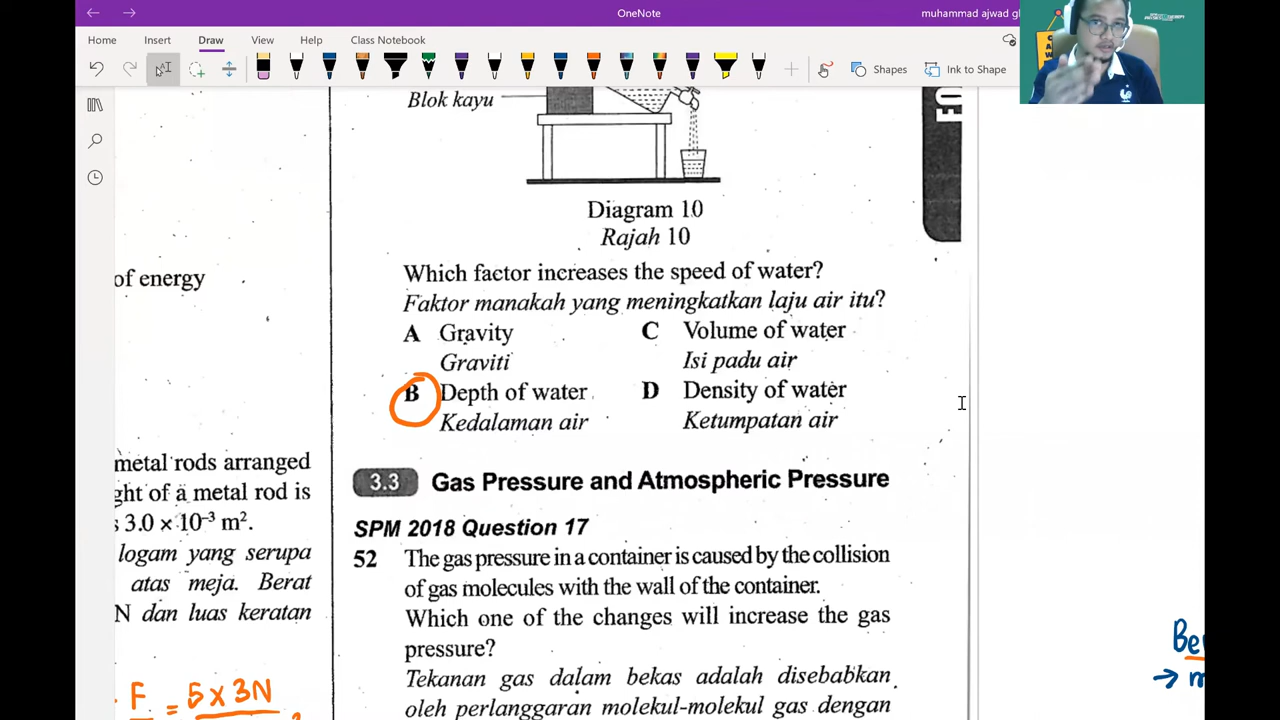 OneNote
muhammad ajwad gh
Home Insert Draw View Help Class Notebook
Shapes Ink to Shape
Blok kayu
Diagram 10
Rajah 10
of energy
Which factor increases the speed of water?
Faktor manakah yang meningkatkan laju air itu?
A Gravity C Volume of water
Graviti Isi padu air
B Depth of water D Density of water
Kedalaman air Ketumpatan air
metal rods arranged
ght of a metal rod is
s 3.0 × 10⁻³ m².
logam yang serupa
atas meja. Berat
N dan luas keratan
F = 5 x 3N
3.3 Gas Pressure and Atmospheric Pressure
SPM 2018 Question 17
52 The gas pressure in a container is caused by the collision
of gas molecules with the wall of the container.
Which one of the changes will increase the gas
pressure?
Tekanan gas dalam bekas adalah disebabkan
oleh perlanggaran molekul-molekul gas dengan
Be
→ m